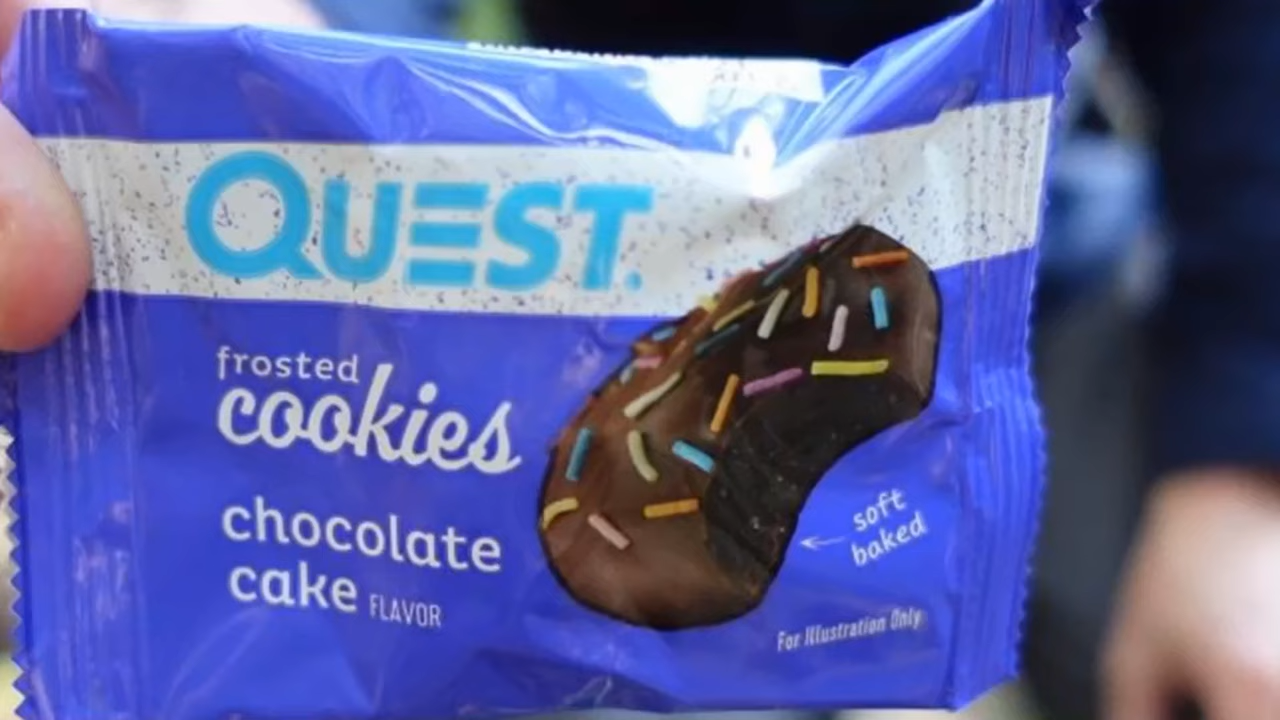 QUEST.
frosted
cookies
chocolate
cake FLAVOR
soft
baked
For Illustration Only